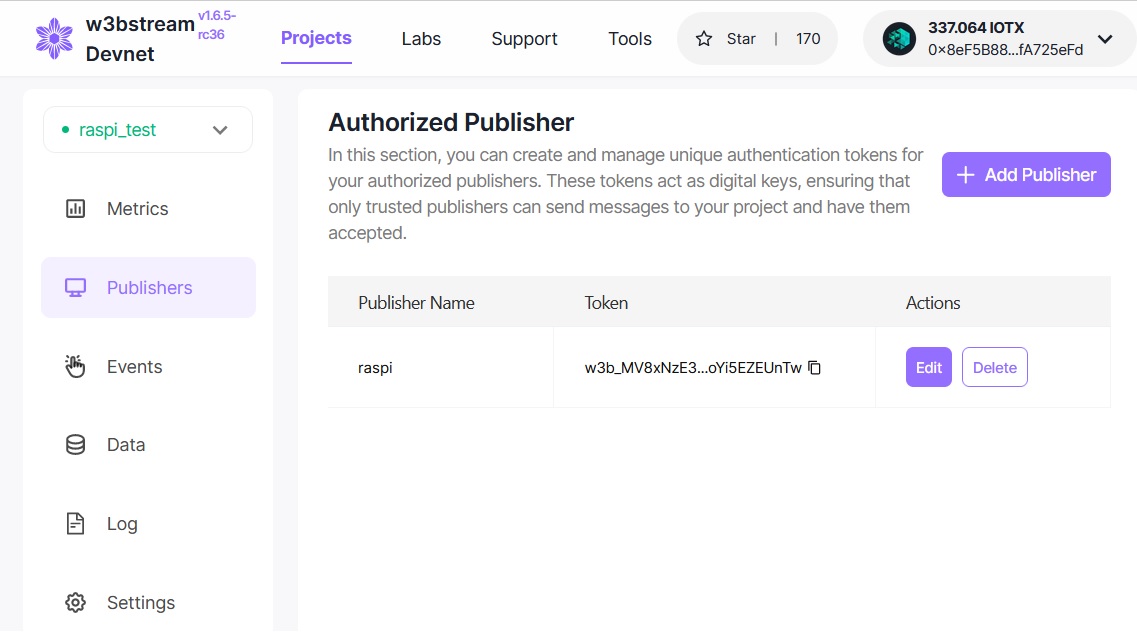 w3bstream
Devnet
v1.6.5-
rc36
Projects
Labs
Support
Tools
Star | 170
337.064 IOTX
0x8eF5B88...fA725eFd
raspi_test
Metrics
Publishers
Events
Data
Log
Settings
Authorized Publisher
In this section, you can create and manage unique authentication tokens for
your authorized publishers. These tokens act as digital keys, ensuring that
only trusted publishers can send messages to your project and have them
accepted.
+ Add Publisher
Publisher Name Token Actions
raspi w3b_MV8xNzE3...oYi5EZEUnTw Edit Delete